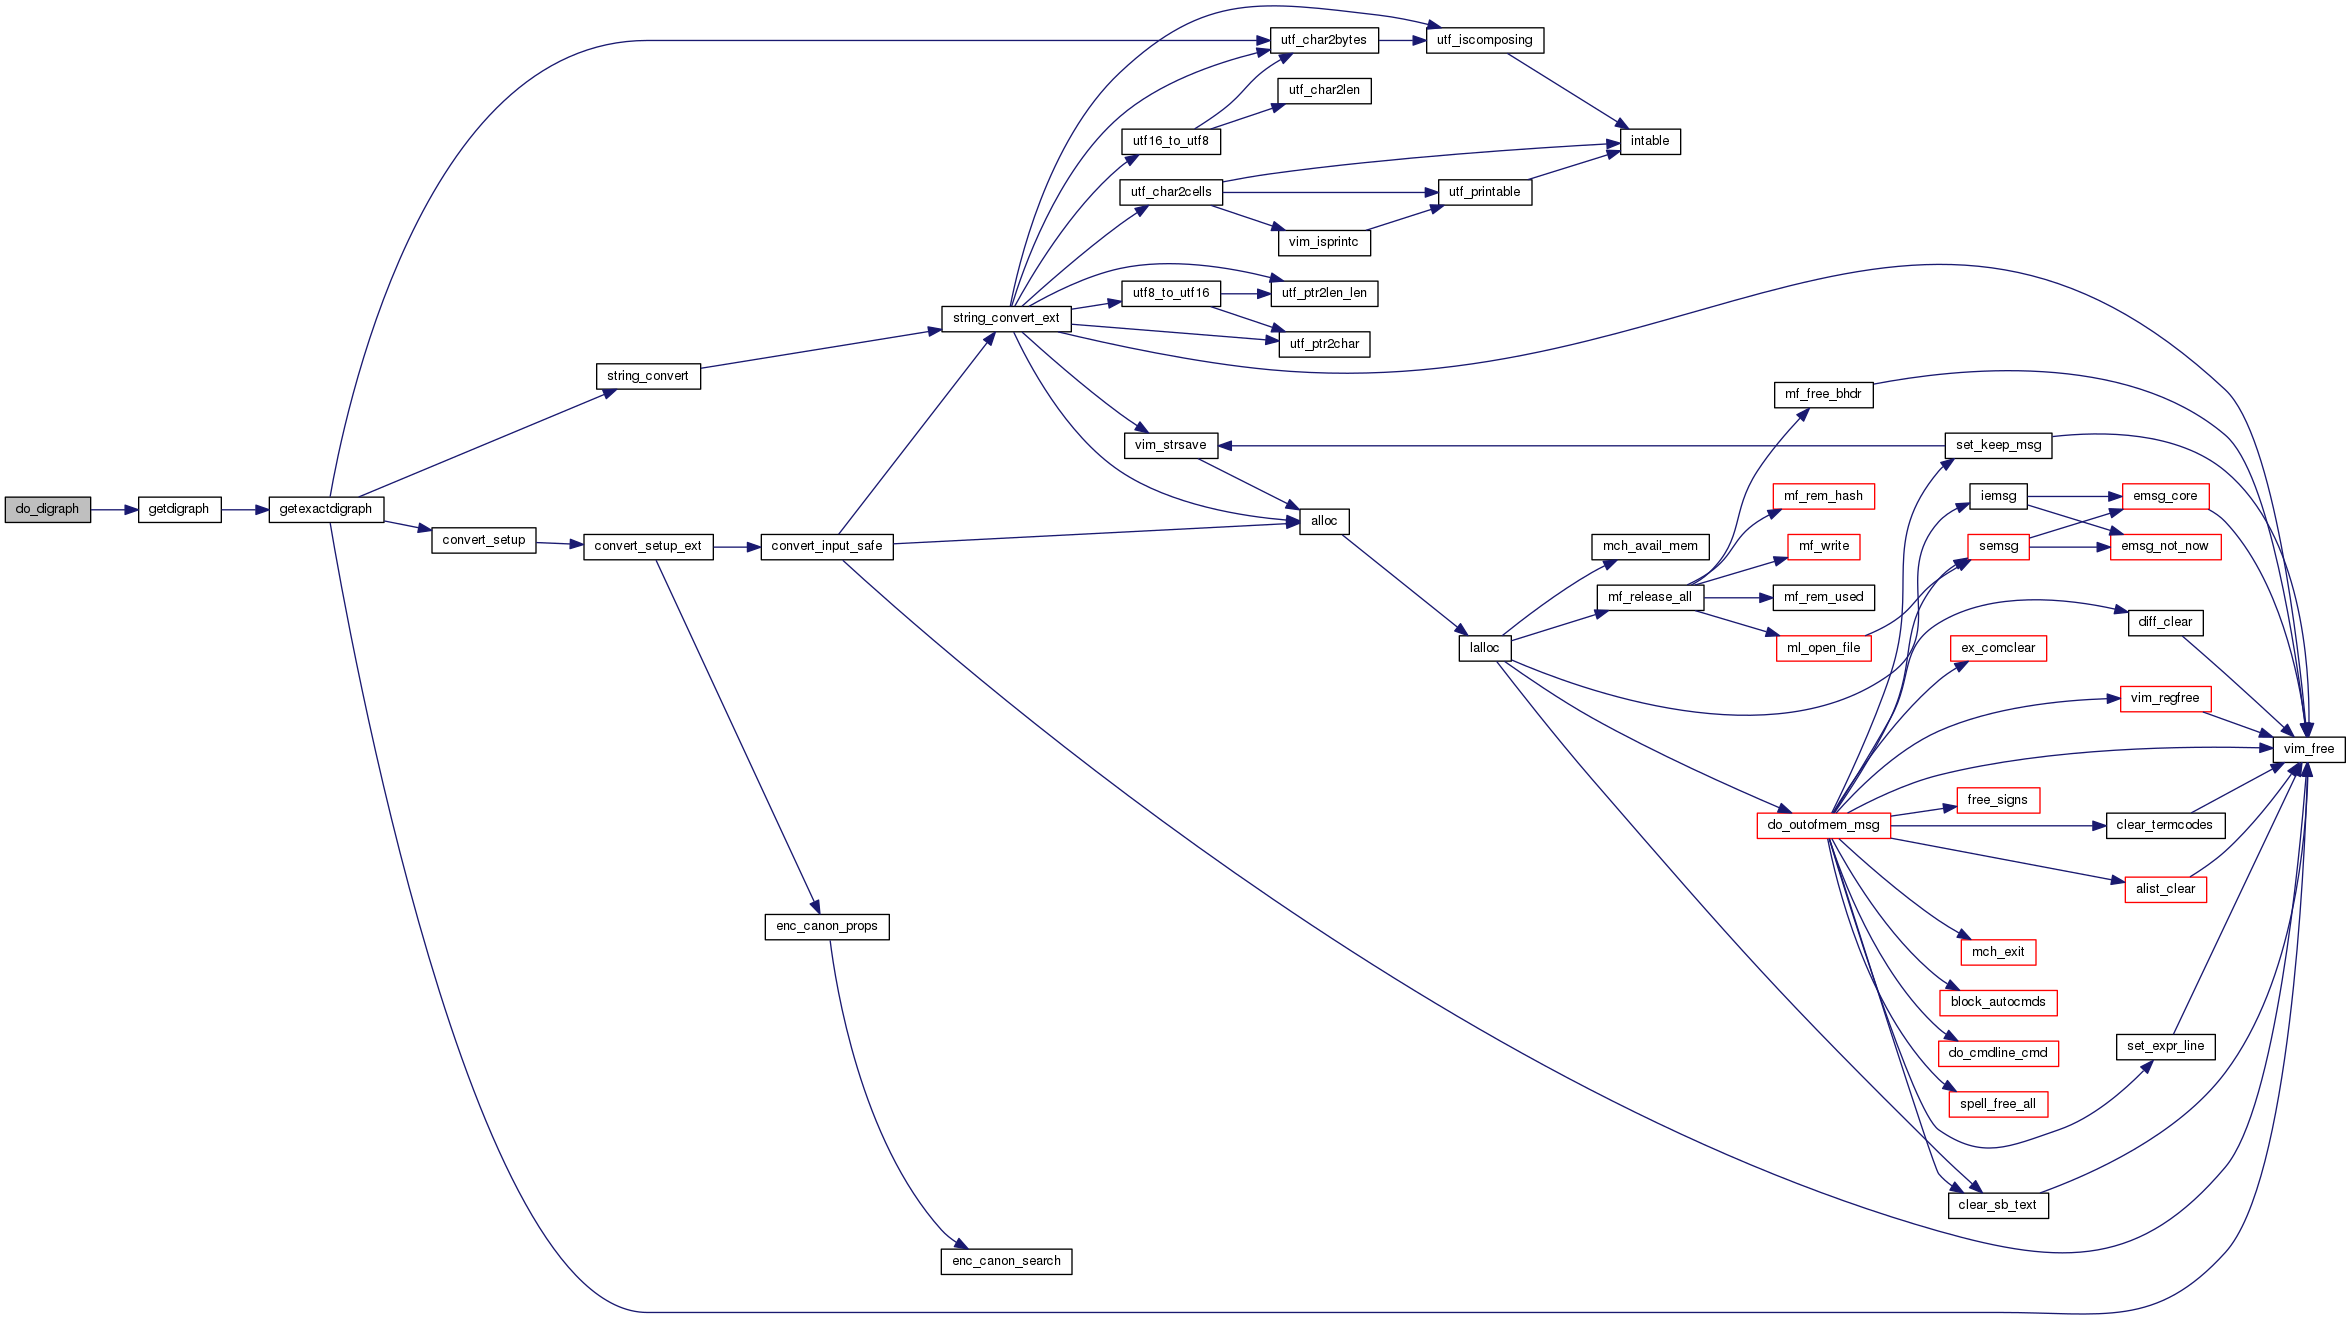 do_digraph
getdigraph
getexactdigraph
utf_char2bytes
utf_iscomposing
utf_char2len
utf16_to_utf8
intable
utf_char2cells
utf_printable
vim_isprintc
utf8_to_utf16
utf_ptr2len_len
string_convert_ext
utf_ptr2char
string_convert
mf_free_bhdr
vim_strsave
set_keep_msg
mf_rem_hash
iemsg
emsg_core
alloc
convert_setup
convert_setup_ext
convert_input_safe
mch_avail_mem
mf_write
semsg
emsg_not_now
mf_release_all
mf_rem_used
diff_clear
lalloc
ml_open_file
ex_comclear
vim_regfree
vim_free
free_signs
do_outofmem_msg
clear_termcodes
alist_clear
enc_canon_props
mch_exit
block_autocmds
set_expr_line
do_cmdline_cmd
spell_free_all
clear_sb_text
enc_canon_search